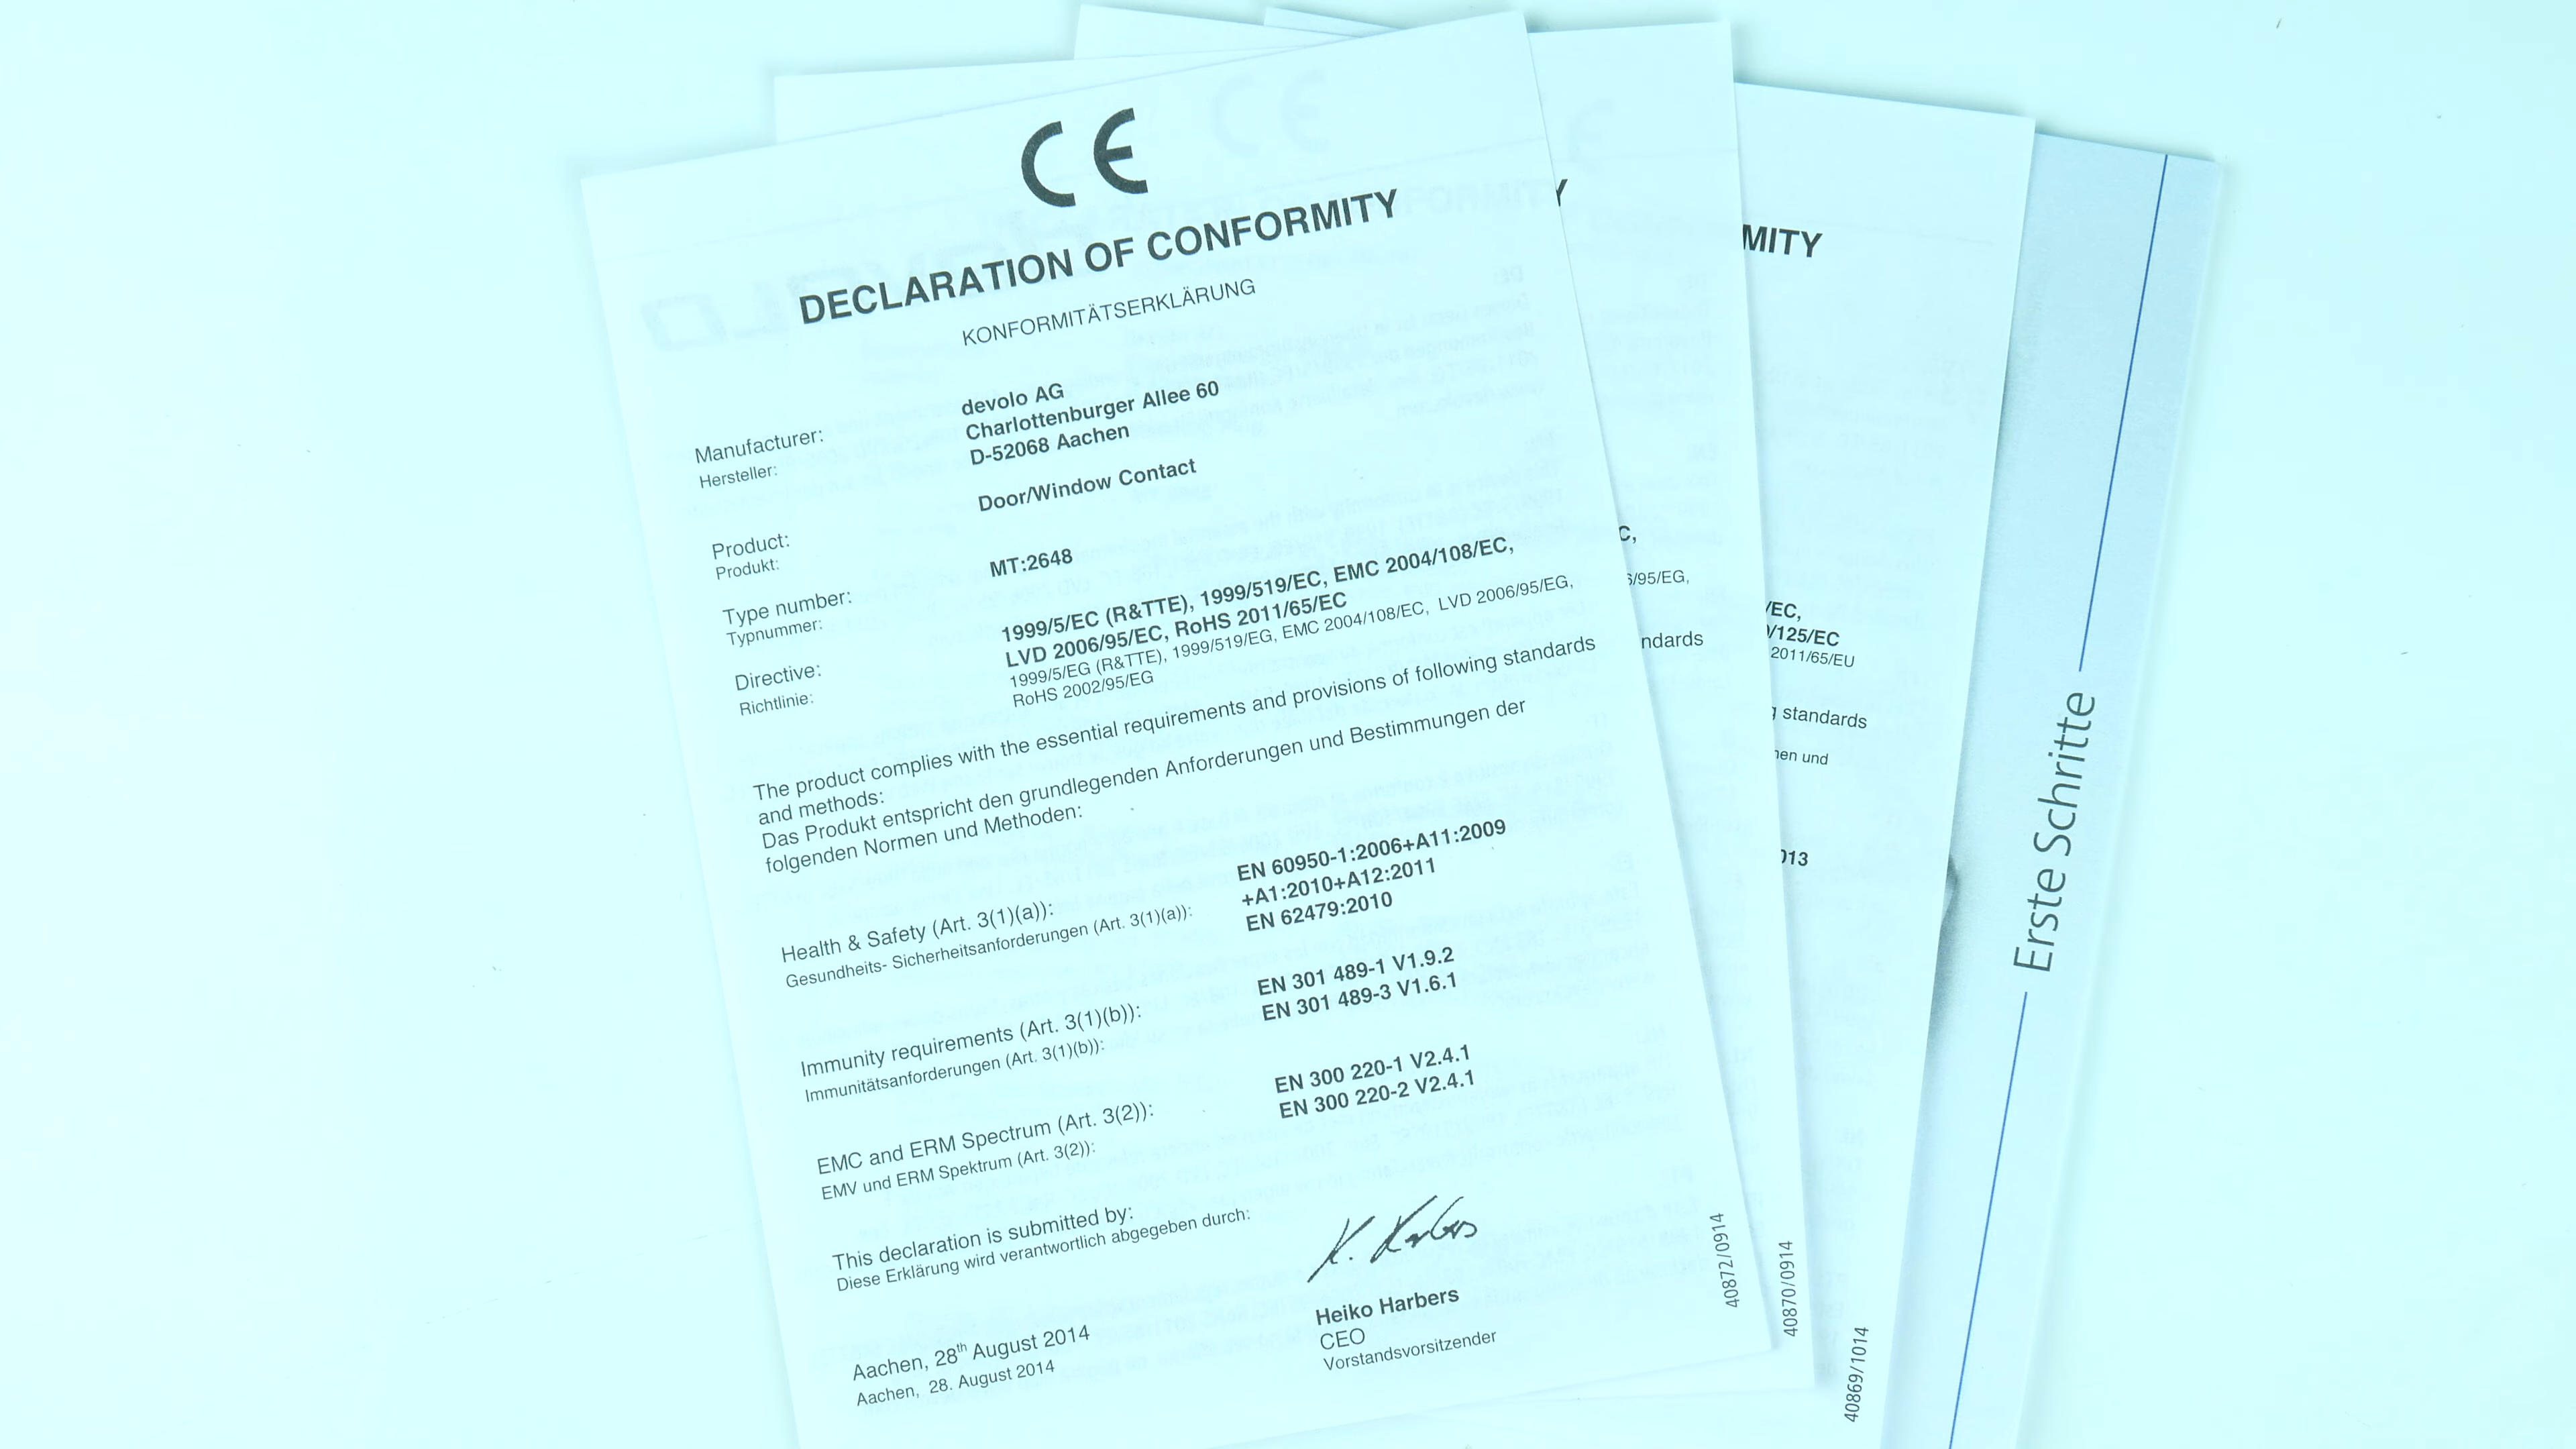 CE
DECLARATION OF CONFORMITY
KONFORMITÄTSERKLÄRUNG
Manufacturer:
Hersteller:
devolo AG
Charlottenburger Allee 60
D-52068 Aachen
Product:
Produkt:
Door/Window Contact
Type number:
Typnummer:
MT:2648
Directive:
Richtlinie:
1999/5/EC (R&TTE), 1999/519/EC, EMC 2004/108/EC,
LVD 2006/95/EC, RoHS 2011/65/EC
1999/5/EG (R&TTE), 1999/519/EG, EMC 2004/108/EC, LVD 2006/95/EG,
RoHS 2002/95/EG
The product complies with the essential requirements and provisions of following standards
and methods:
Das Produkt entspricht den grundlegenden Anforderungen und Bestimmungen der
folgenden Normen und Methoden:
Health & Safety (Art. 3(1)(a)):
Gesundheits- Sicherheitsanforderungen (Art. 3(1)(a)):
EN 60950-1:2006+A11:2009
+A1:2010+A12:2011
EN 62479:2010
Immunity requirements (Art. 3(1)(b)):
Immunitätsanforderungen (Art. 3(1)(b)):
EN 301 489-1 V1.9.2
EN 301 489-3 V1.6.1
EMC and ERM Spectrum (Art. 3(2)):
EMV und ERM Spektrum (Art. 3(2)):
EN 300 220-1 V2.4.1
EN 300 220-2 V2.4.1
This declaration is submitted by:
Diese Erklärung wird verantwortlich abgegeben durch:
Heiko Harbers
CEO
Vorstandsvorsitzender
Aachen, 28th August 2014
Aachen, 28. August 2014
40872/0914
Y
C,
6/95/EG,
ndards
40870/0914
MITY
/EC,
/125/EC
2011/65/EU
g standards
nen und
013
40869/1014
Erste Schritte